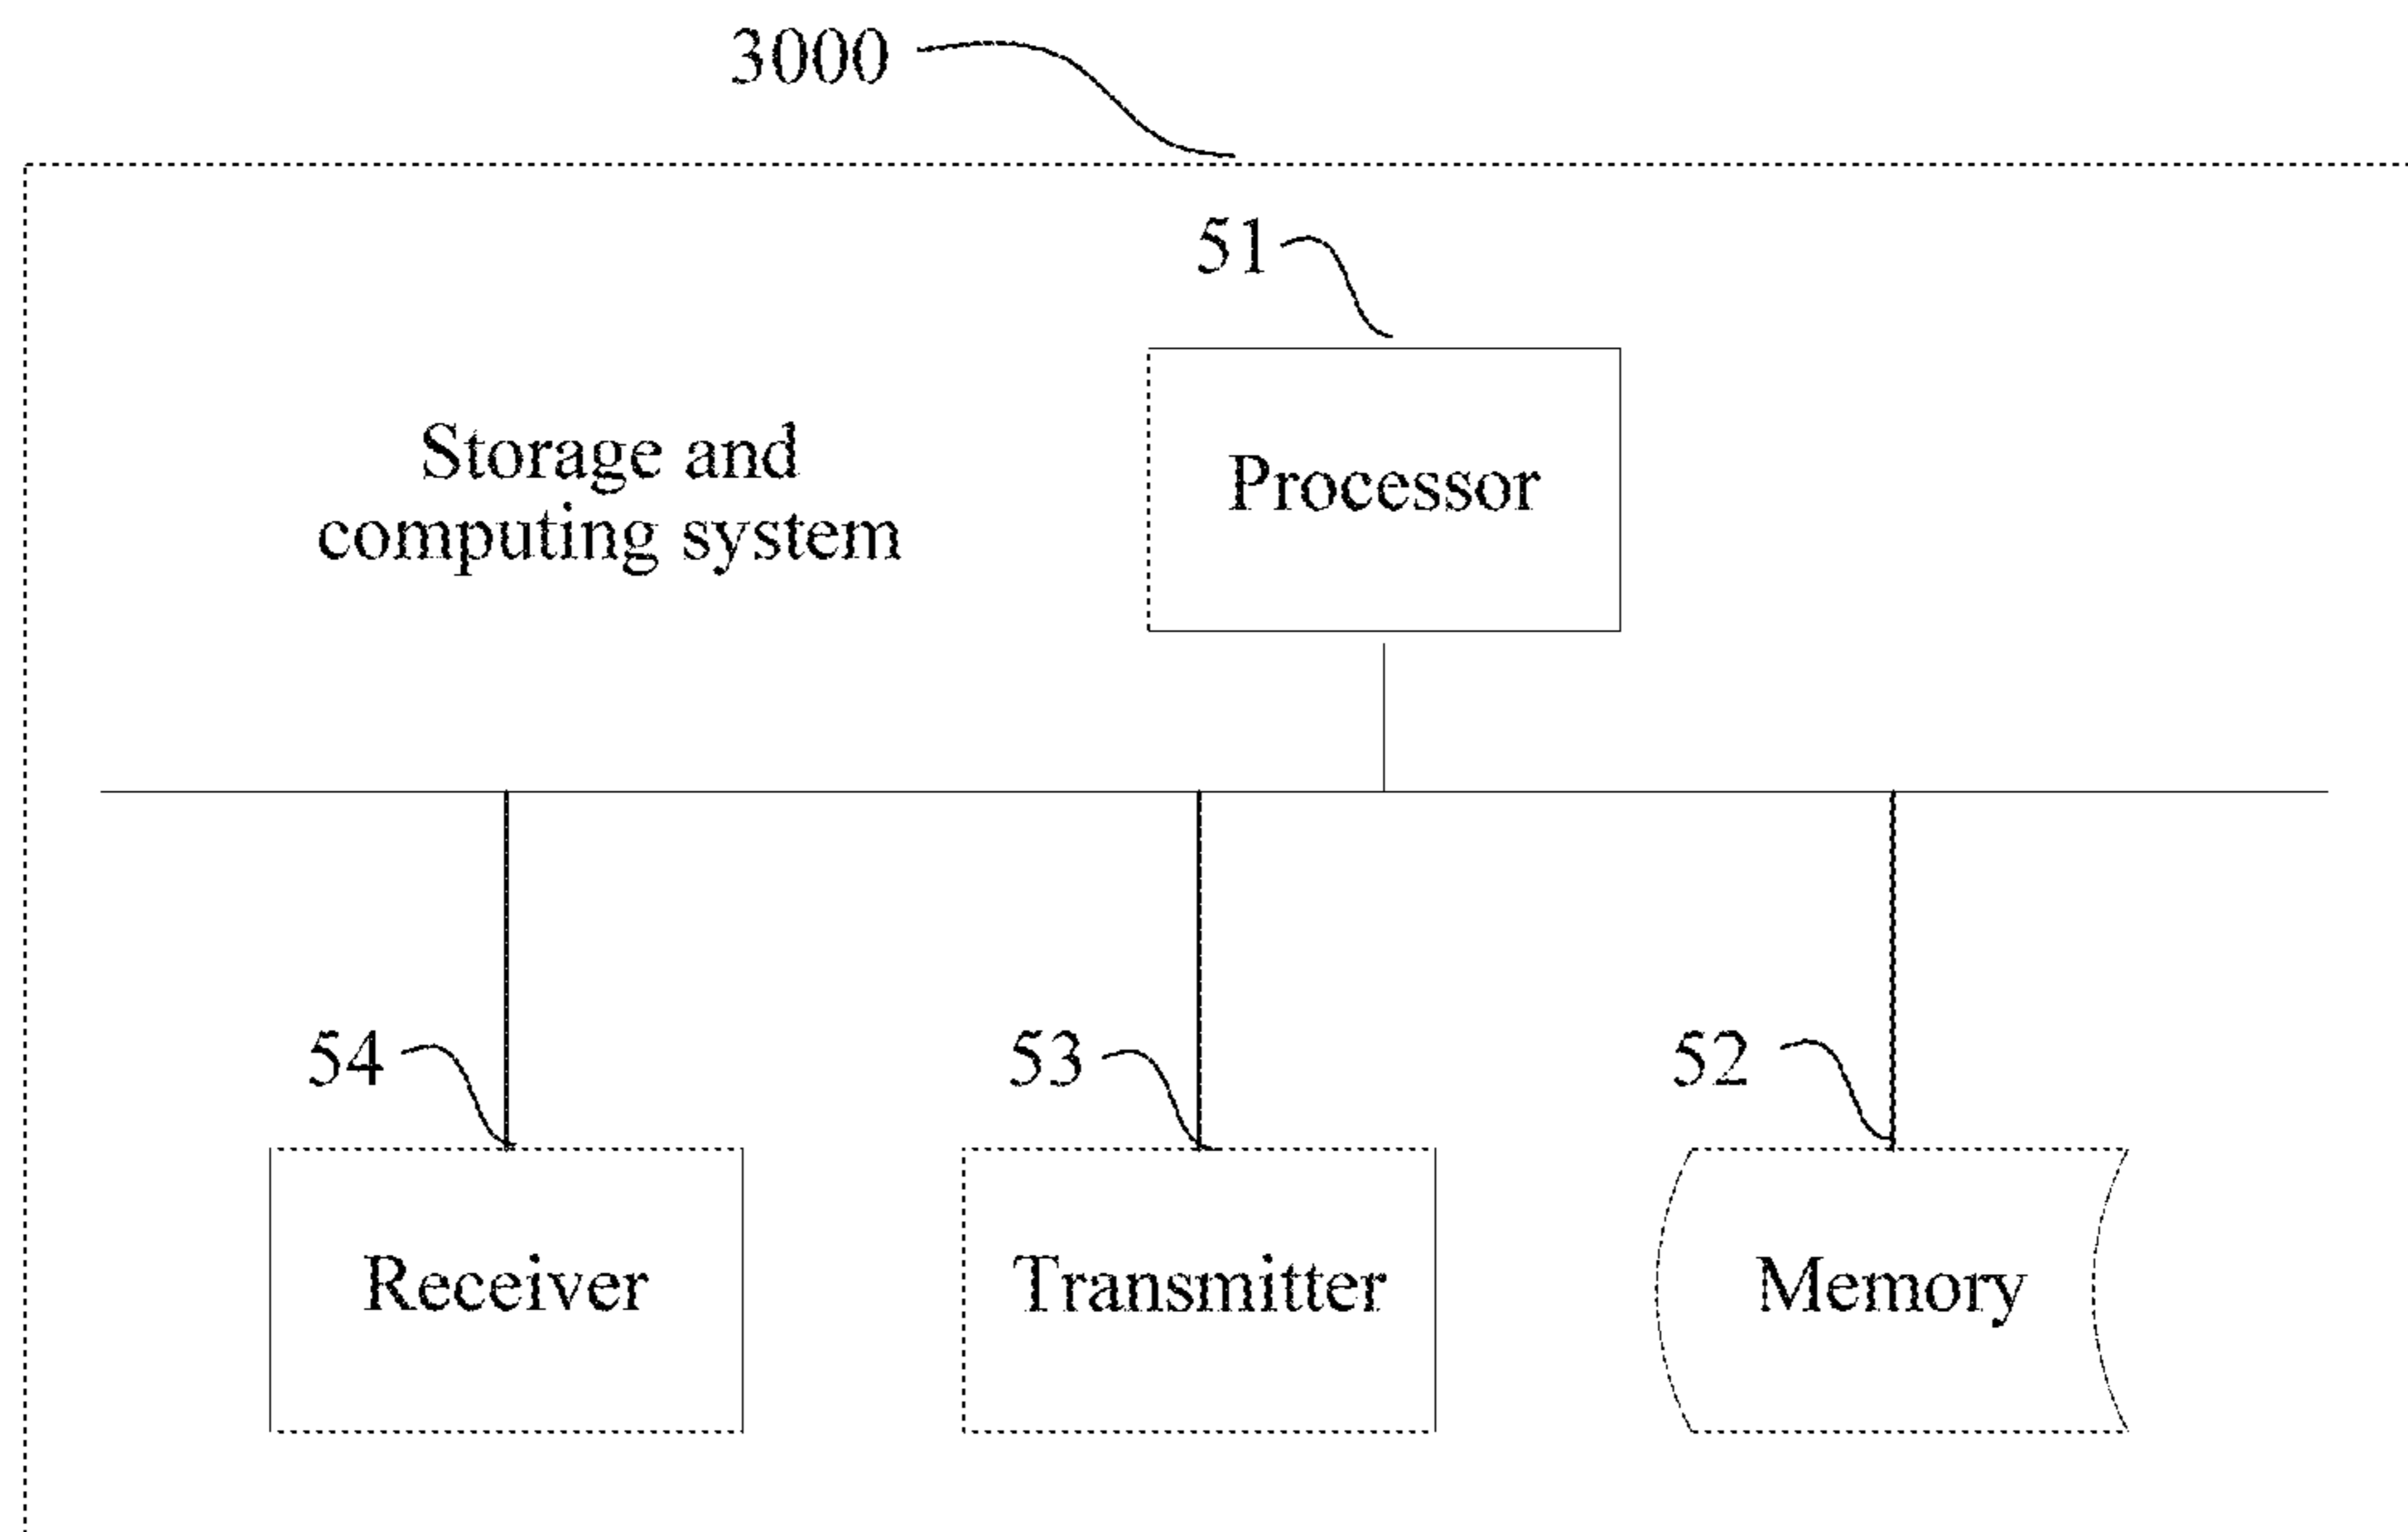 3000
51
Storage and
computing system
Processor
54
53
52
Receiver
Transmitter
Memory